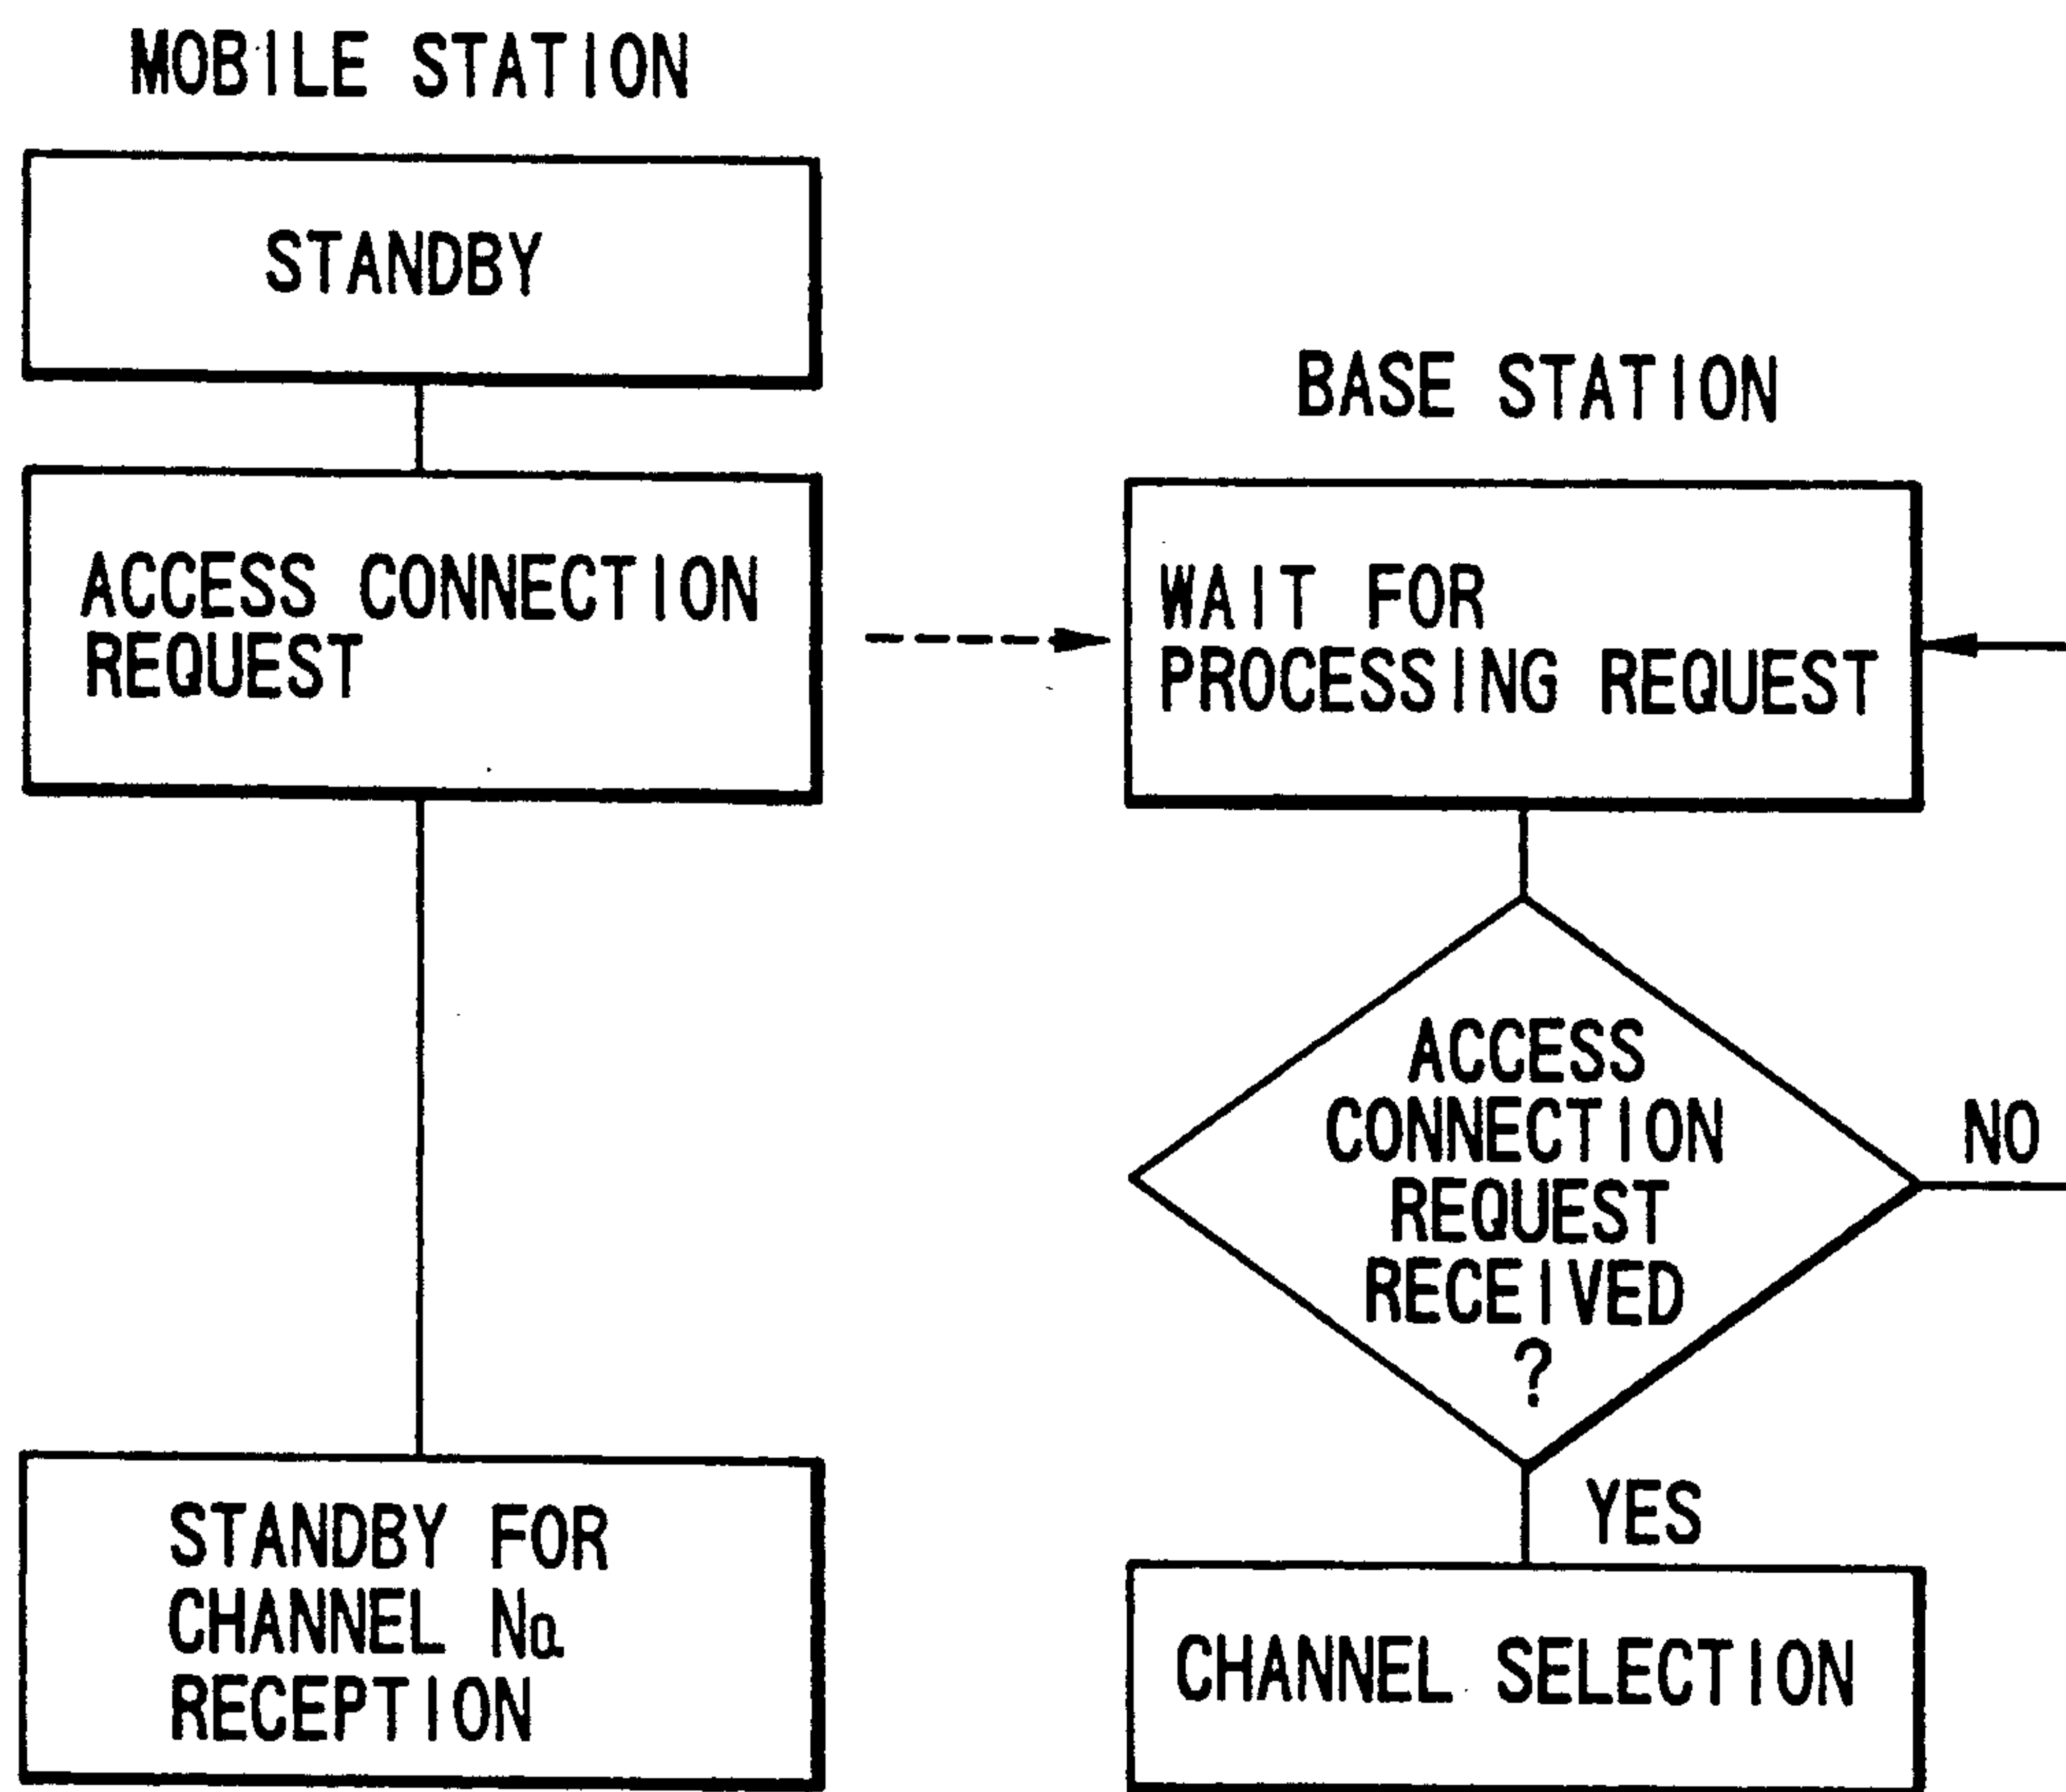 MOBILE STATION
STANDBY
ACCESS CONNECTION
REQUEST
BASE STATION
WAIT FOR
PROCESSING REQUEST
ACCESS
CONNECTION
REQUEST
RECEIVED
?
NO
YES
STANDBY FOR
CHANNEL No.
RECEPTION
CHANNEL SELECTION